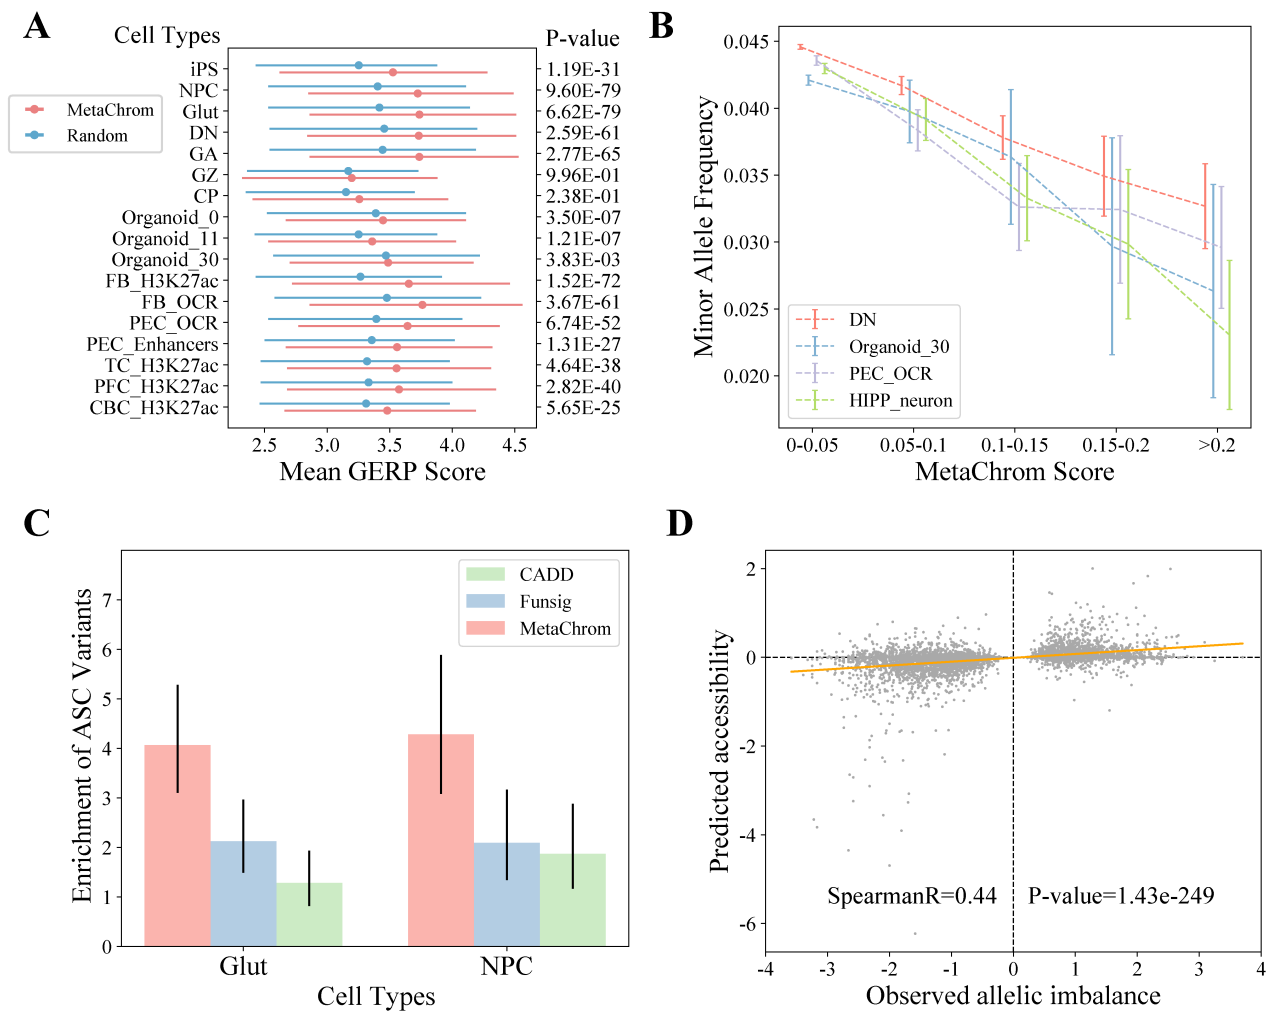 A
Cell Types
P-value
MetaChrom
Random
iPS 1.19E-31
NPC 9.60E-79
Glut 6.62E-79
DN 2.59E-61
GA 2.77E-65
GZ 9.96E-01
CP 2.38E-01
Organoid_0 3.50E-07
Organoid_11 1.21E-07
Organoid_30 3.83E-03
FB_H3K27ac 1.52E-72
FB_OCR 3.67E-61
PEC_OCR 6.74E-52
PEC_Enhancers 1.31E-27
TC_H3K27ac 4.64E-38
PFC_H3K27ac 2.82E-40
CBC_H3K27ac 5.65E-25
2.5 3.0 3.5 4.0 4.5
Mean GERP Score
B
Minor Allele Frequency
0.045
0.040
0.035
0.030
0.025
0.020
DN
Organoid_30
PEC_OCR
HIPP_neuron
0-0.05 0.05-0.1 0.1-0.15 0.15-0.2 >0.2
MetaChrom Score
C
Enrichment of ASC Variants
7
6
5
4
3
2
1
0
CADD
Funsig
MetaChrom
Glut NPC
Cell Types
D
Predicted accessibility
2
0
-2
-4
-6
SpearmanR=0.44 P-value=1.43e-249
-4 -3 -2 -1 0 1 2 3 4
Observed allelic imbalance